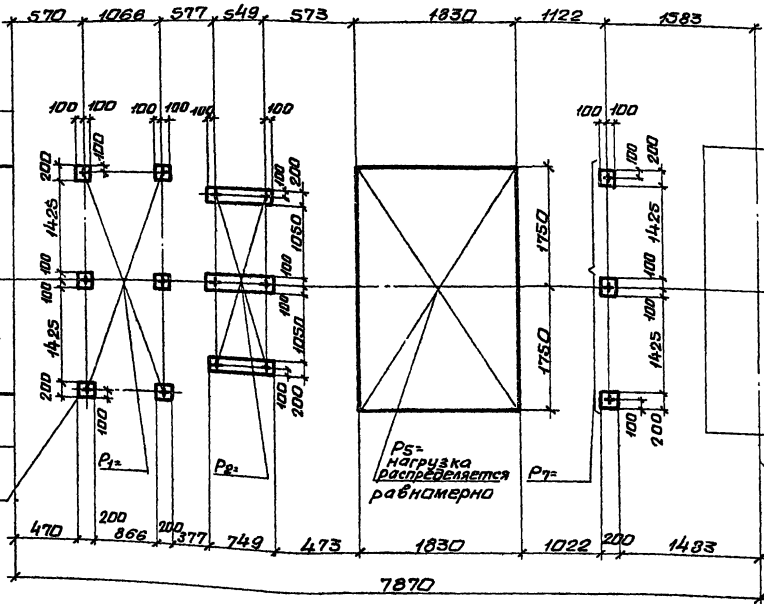 570 1066 577 549 573 1830 1122 1583
100 100 100 100 100 100 100 100
100 200 1425 100 100 1425 200 100
100 200 1050 100 100 1050 100 200
1750 1750
100 200 1425 100 100 1425 100 200
P1=
P2=
P5=
нагрузка
распределяется
равномерно
P7=
470 200 866 200 377 749 473 1830 1022 200 1483
7870